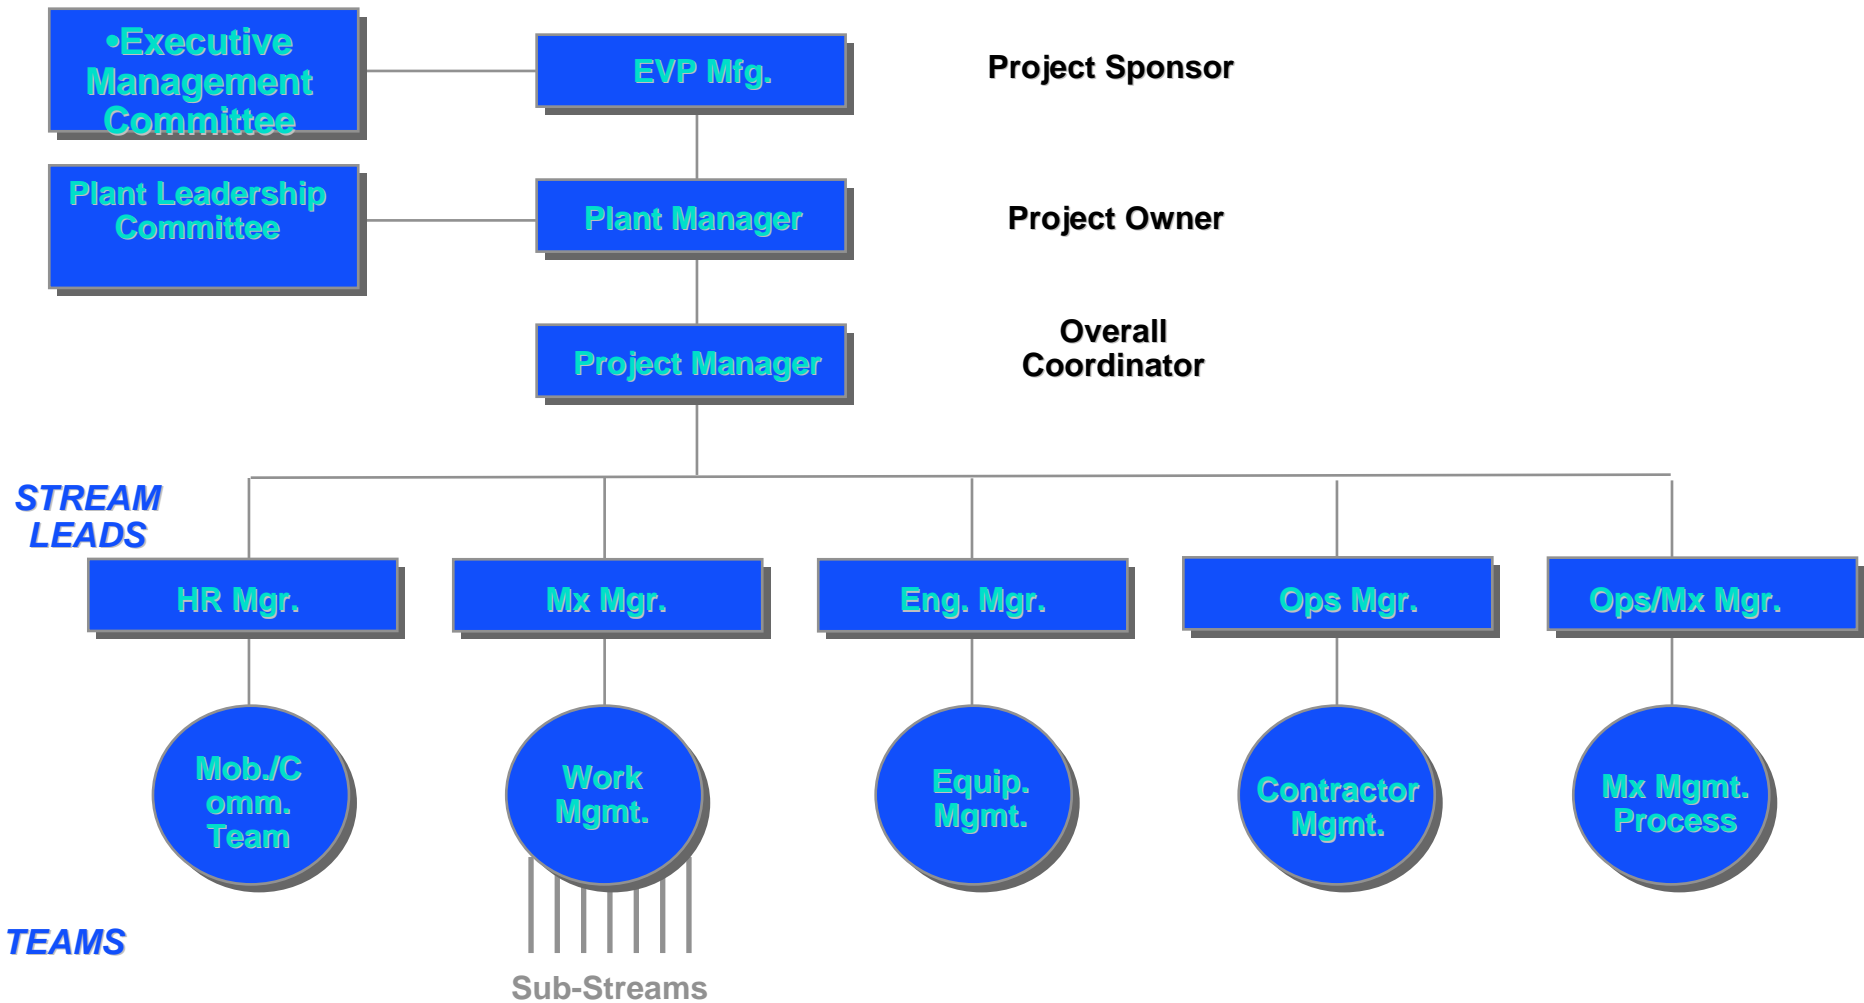 •Executive
Management
Committee
EVP Mfg.
Project Sponsor
Plant Leadership
Committee
Plant Manager
Project Owner
Project Manager
Overall
Coordinator
STREAM
LEADS
HR Mgr.
Mx Mgr.
Eng. Mgr.
Ops Mgr.
Ops/Mx Mgr.
Mob./C
omm.
Team
Work
Mgmt.
Equip.
Mgmt.
Contractor
Mgmt.
Mx Mgmt.
Process
TEAMS
Sub-Streams